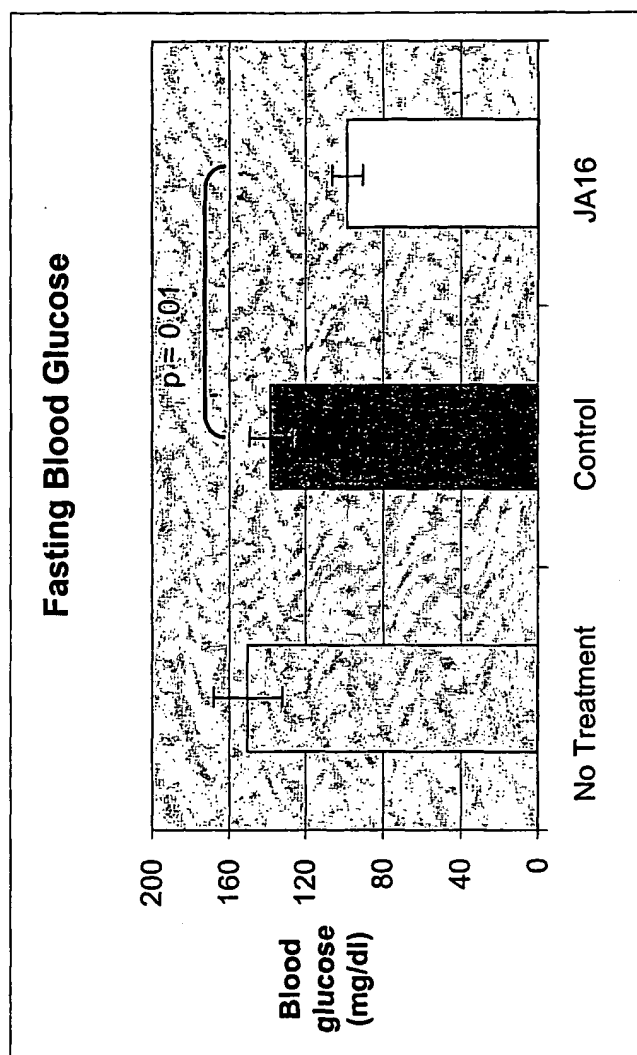 Fasting Blood Glucose
p = 0.01
200
160
120
80
40
0
Blood
glucose
(mg/dl)
No Treatment
Control
JA16